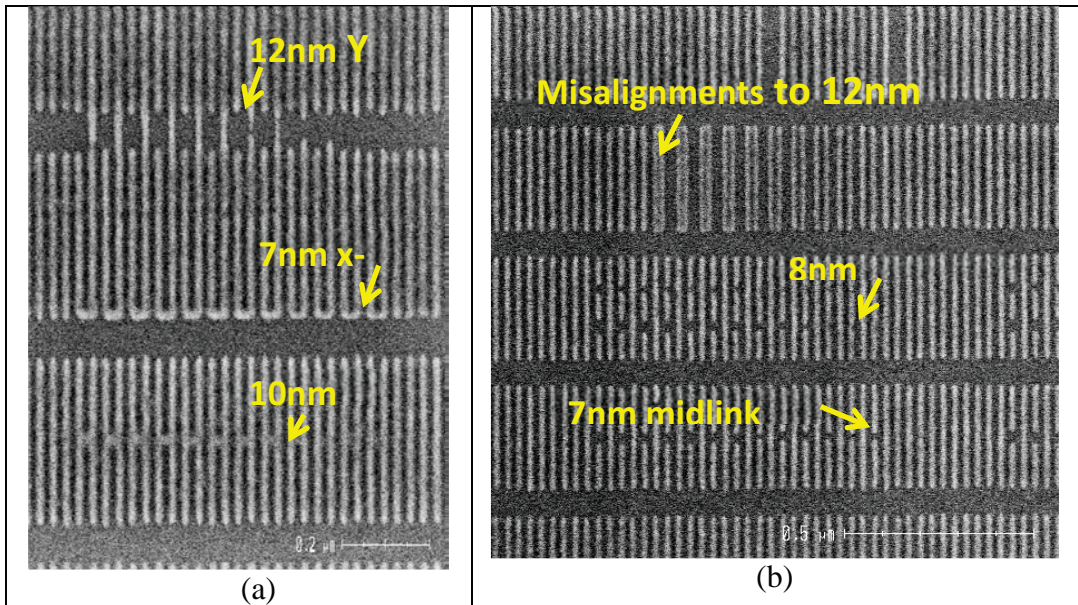 12nm Y
7nm x-
10nm
0.2 μm
(a)
Misalignments to 12nm
8nm
7nm midlink
0.5 μm
(b)